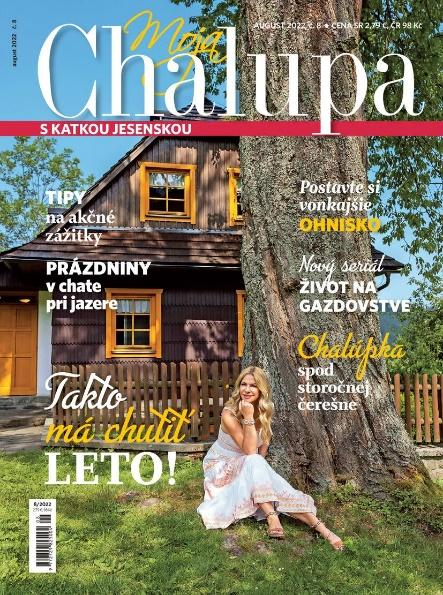 august 2022 č. 8
AUGUST 2022, č. 8 ● CENA SR 2,79 €, ČR 98 Kč
Moja
Chalupa
S KATKOU JESENSKOU
TIPY
na akčné
zážitky
PRÁZDNINY
v chate
pri jazere
Postavte si
vonkajšie
OHNISKO
Nový seriál
ŽIVOT NA
GAZDOVSTVE
Chalúpka
spod
storočnej
čerešne
Takto
má chutiť
LETO!
8/2022